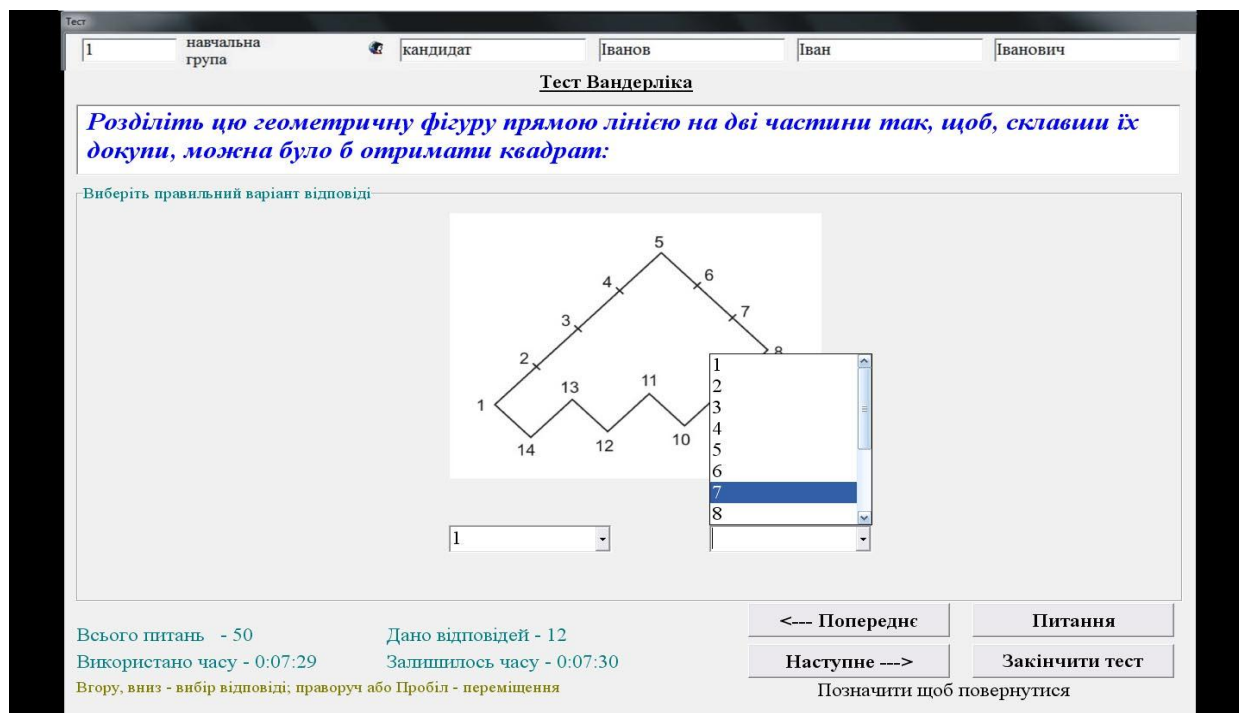 Тест
1 навчальна група кандидат Іванов Іван Іванович
Тест Вандерліка
Розділіть цю геометричну фігуру прямою лінією на дві частини так, щоб, склавши їх
докупи, можна було б отримати квадрат:
Виберіть правильний варіант відповіді
5
4 6
3 7
2 8
13 11
1
14 12 10
1
2
3
4
5
6
7
8
1
Всього питань - 50 Дано відповідей - 12
Використано часу - 0:07:29 Залишилось часу - 0:07:30
Вгору, вниз - вибір відповіді; праворуч або Пробіл - переміщення
<--- Попереднє Питання
Наступне ---> Закінчити тест
Позначити щоб повернутися